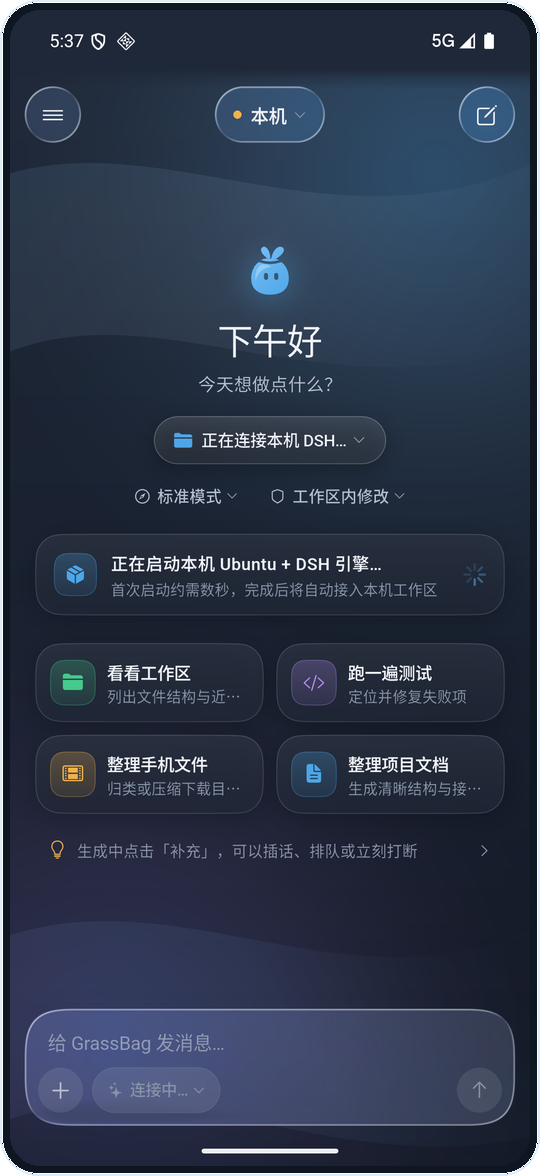 5:37
5G
本机
下午好
今天想做点什么？
正在连接本机 DSH…
标准模式
工作区内修改
正在启动本机 Ubuntu + DSH 引擎…
首次启动约需数秒，完成后将自动接入本机工作区
看看工作区
列出文件结构与近…
跑一遍测试
定位并修复失败项
整理手机文件
归类或压缩下载目…
整理项目文档
生成清晰结构与接…
生成中点击「补充」，可以插话、排队或立刻打断
给 GrassBag 发消息…
连接中…